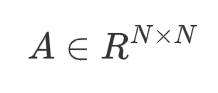 A ∈ R^{N×N}